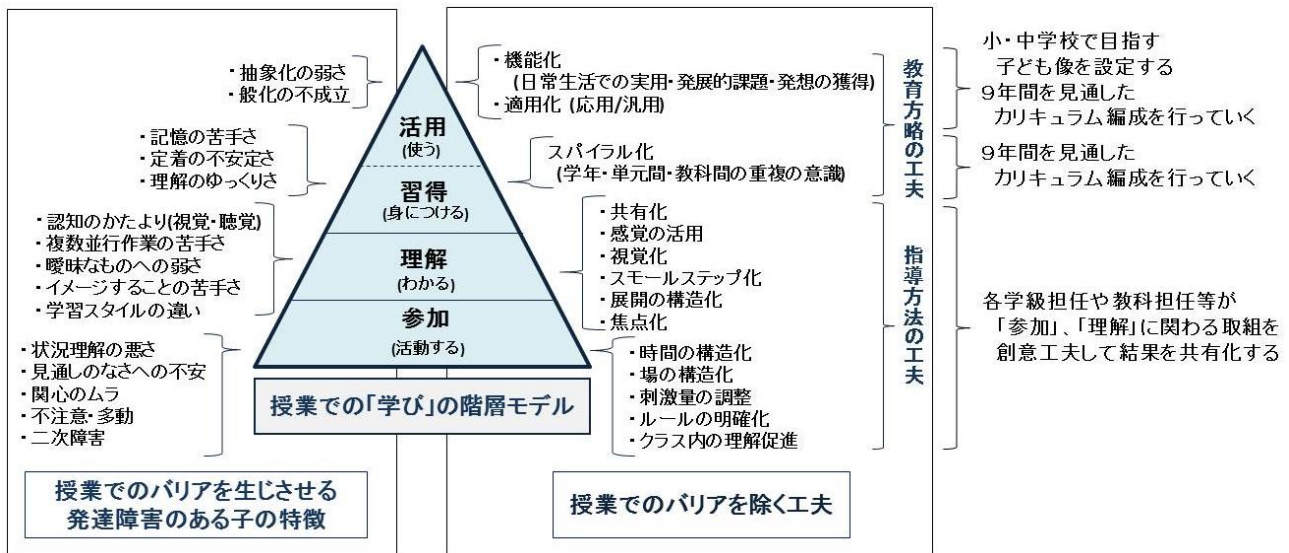 ・抽象化の弱さ
・般化の不成立
・記憶の苦手さ
・定着の不安定さ
・理解のゆっくりさ
・認知のかたより(視覚・聴覚)
・複数並行作業の苦手さ
・曖昧なものへの弱さ
・イメージすることの苦手さ
・学習スタイルの違い
・状況理解の悪さ
・見通しのなさへの不安
・関心のムラ
・不注意・多動
・二次障害
活用
(使う)
習得
(身につける)
理解
(わかる)
参加
(活動する)
授業での「学び」の階層モデル
・機能化
(日常生活での実用・発展的課題・発想の獲得)
・適用化 (応用/汎用)
スパイラル化
(学年・単元間・教科間の重複の意識)
・共有化
・感覚の活用
・視覚化
・スモールステップ化
・展開の構造化
・焦点化
・時間の構造化
・場の構造化
・刺激量の調整
・ルールの明確化
・クラス内の理解促進
教育方略の工夫
指導方法の工夫
小・中学校で目指す
子ども像を設定する
9年間を見通した
カリキュラム編成を行っていく
9年間を見通した
カリキュラム編成を行っていく
各学級担任や教科担任等が
「参加」、「理解」に関わる取組を
創意工夫して結果を共有化する
授業でのバリアを生じさせる
発達障害のある子の特徴
授業でのバリアを除く工夫